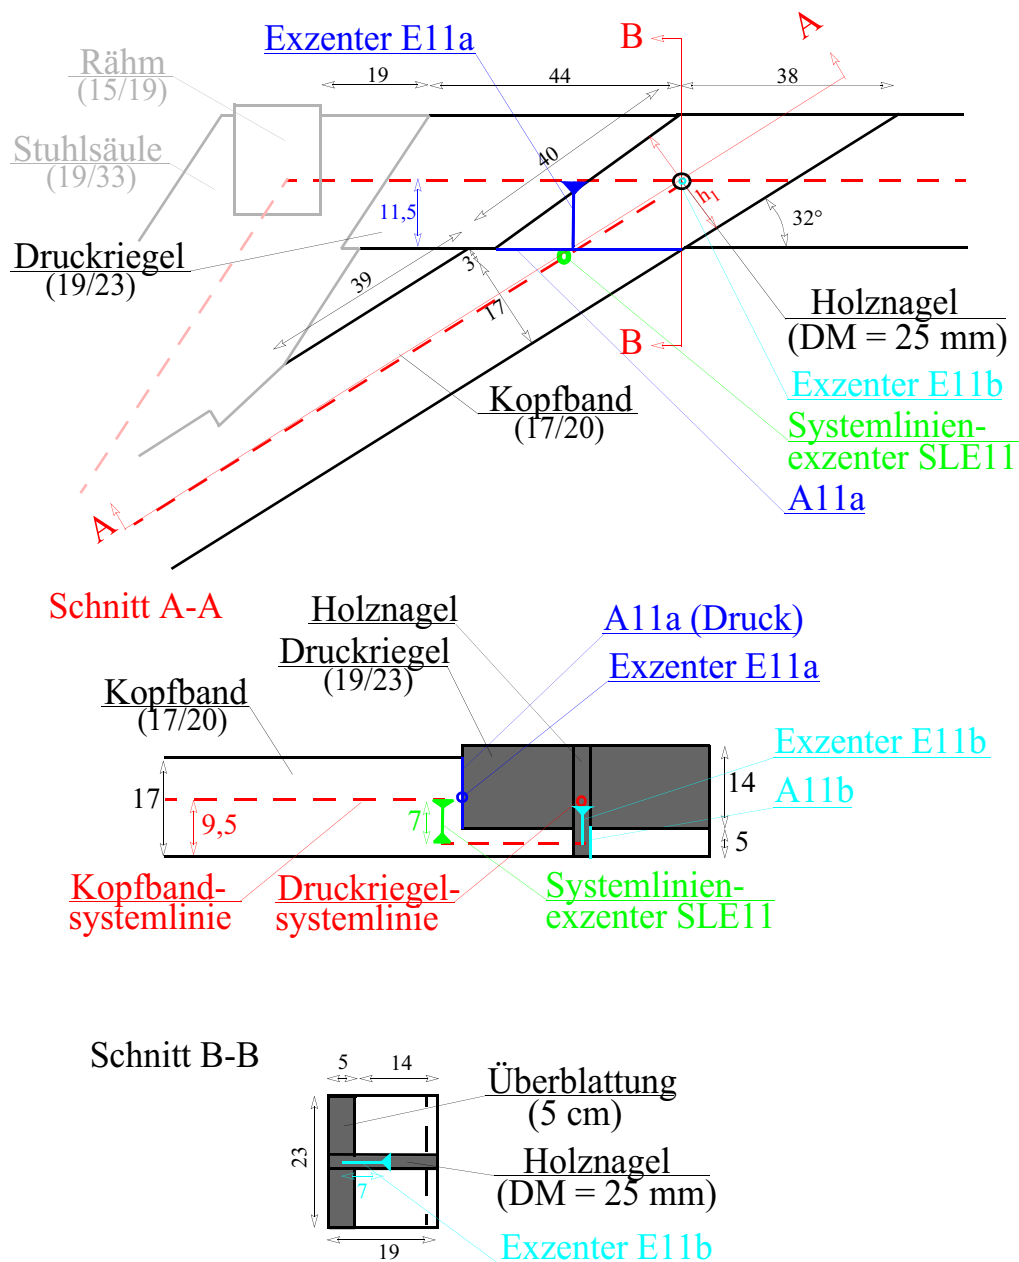 Exzenter E11a
B
A
Rähm
(15/19)
19
44
38
Stuhlsäule
(19/33)
40
h1
11,5
32°
Druckriegel
(19/23)
39
3
17
Holznagel
(DM = 25 mm)
B
Exzenter E11b
Kopfband
(17/20)
Systemlinien-
exzenter SLE11
A11a
A
Schnitt A-A
Holznagel
A11a (Druck)
Druckriegel
(19/23)
Exzenter E11a
Kopfband
(17/20)
Exzenter E11b
17
14
A11b
9,5
7
5
Kopfband-
systemlinie
Druckriegel-
systemlinie
Systemlinien-
exzenter SLE11
Schnitt B-B
5
14
Überblattung
(5 cm)
23
Holznagel
(DM = 25 mm)
7
19
Exzenter E11b